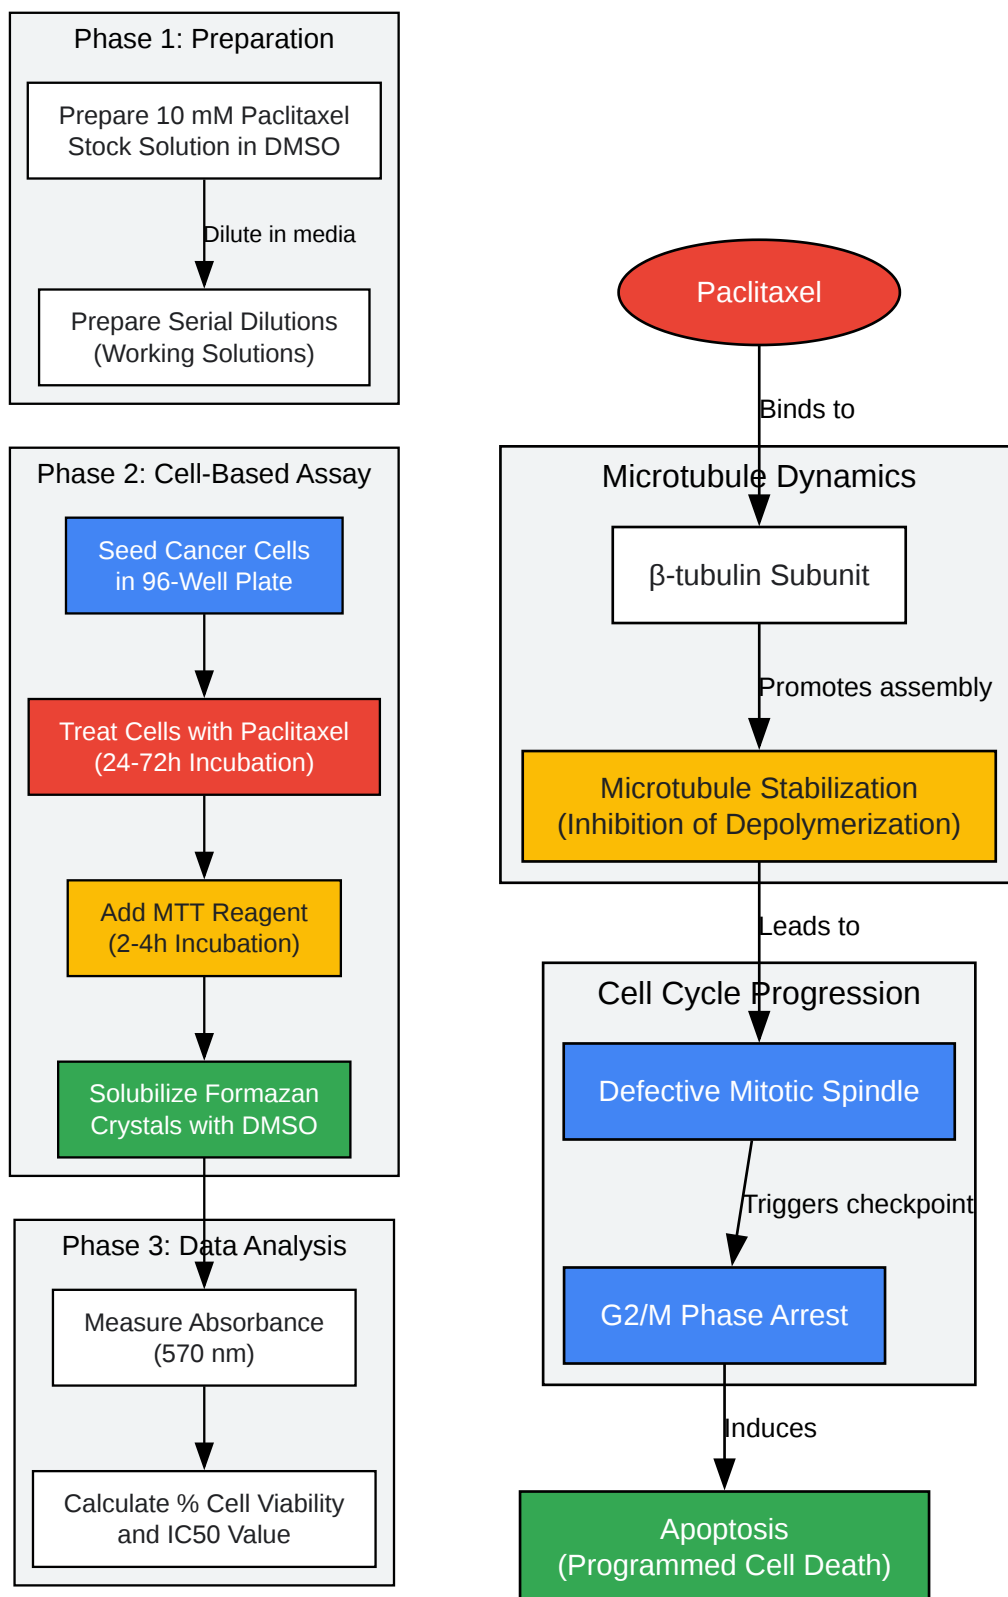 Phase 1: Preparation
Prepare 10 mM Paclitaxel
Stock Solution in DMSO
Dilute in media
Prepare Serial Dilutions
(Working Solutions)
Phase 2: Cell-Based Assay
Seed Cancer Cells
in 96-Well Plate
Treat Cells with Paclitaxel
(24-72h Incubation)
Add MTT Reagent
(2-4h Incubation)
Solubilize Formazan
Crystals with DMSO
Phase 3: Data Analysis
Measure Absorbance
(570 nm)
Calculate % Cell Viability
and IC50 Value
Paclitaxel
Binds to
Microtubule Dynamics
β-tubulin Subunit
Promotes assembly
Microtubule Stabilization
(Inhibition of Depolymerization)
Leads to
Cell Cycle Progression
Defective Mitotic Spindle
Triggers checkpoint
G2/M Phase Arrest
Induces
Apoptosis
(Programmed Cell Death)